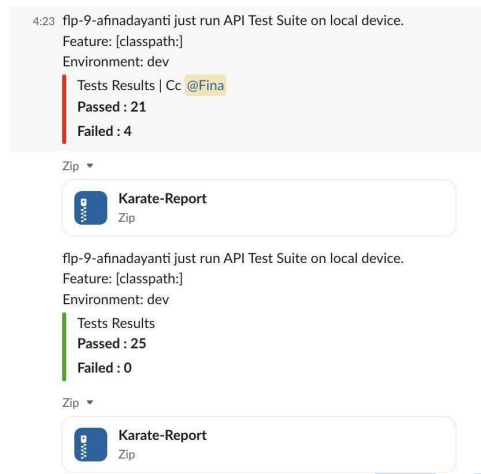 4:23 flp-9-afinadayanti just run API Test Suite on local device.
Feature: [classpath:]
Environment: dev
Tests Results | Cc @Fina
Passed : 21
Failed : 4
Zip
Karate-Report
Zip
flp-9-afinadayanti just run API Test Suite on local device.
Feature: [classpath:]
Environment: dev
Tests Results
Passed : 25
Failed : 0
Zip
Karate-Report
Zip